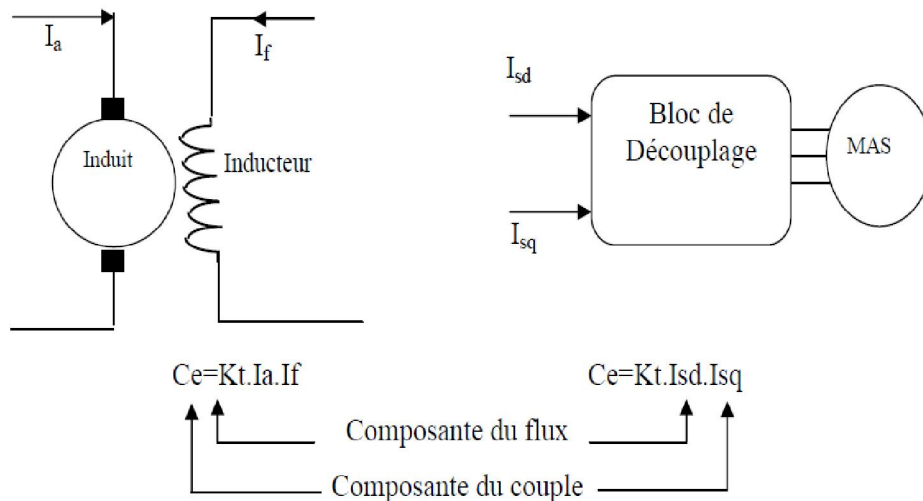 Ia
If
Induit
Inducteur
Isd
Isq
Bloc de
Découplage
MAS
Ce=Kt.Ia.If
Ce=Kt.Isd.Isq
Composante du flux
Composante du couple